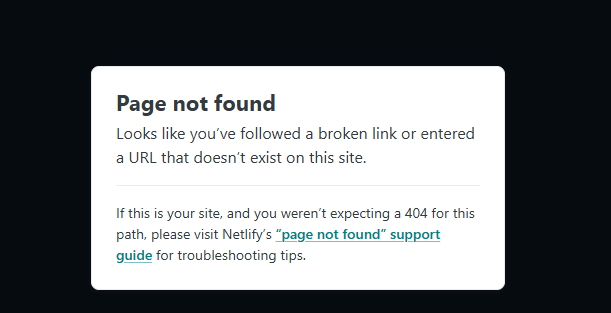 Page not found
Looks like you’ve followed a broken link or entered
a URL that doesn’t exist on this site.
If this is your site, and you weren’t expecting a 404 for this
path, please visit Netlify’s “page not found” support
guide for troubleshooting tips.